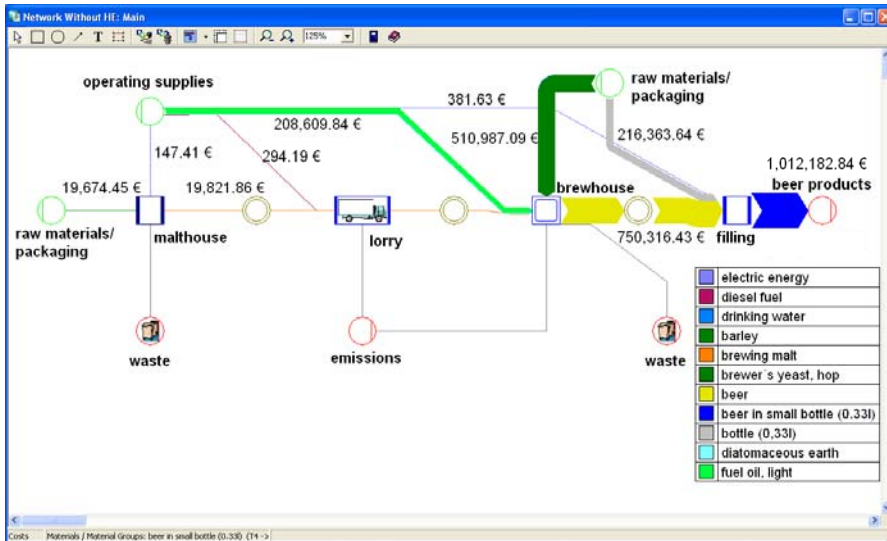 Network Without HE: Main
T
125%
operating supplies
raw materials/
packaging
381.63 €
208,609.84 €
510,987.09 €
216,363.64 €
147.41 €
294.19 €
1,012,182.84 €
beer products
19,674.45 €
19,821.86 €
brewhouse
raw materials/
packaging
malthouse
lorry
750,316.43 €
filling
waste
emissions
waste
electric energy
diesel fuel
drinking water
barley
brewing malt
brewer´s yeast, hop
beer
beer in small bottle (0.33l)
bottle (0,33l)
diatomaceous earth
fuel oil, light
Costs
Materials / Material Groups: beer in small bottle (0.33l) (T4 ->